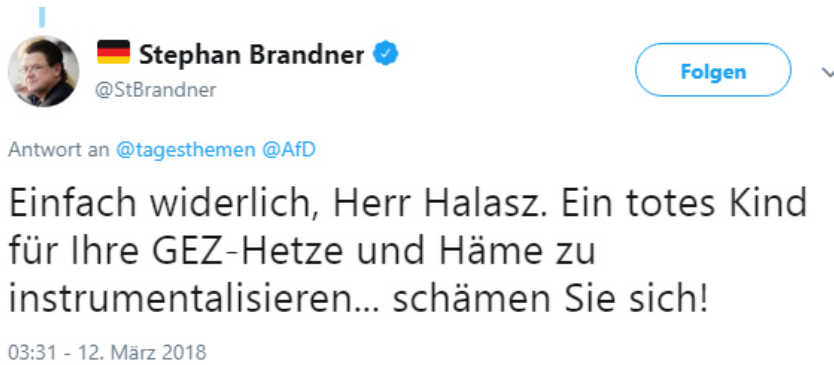 Stephan Brandner
@StBrandner
Folgen
Antwort an @tagesthemen @AfD
Einfach widerlich, Herr Halasz. Ein totes Kind
für Ihre GEZ-Hetze und Häme zu
instrumentalisieren... schämen Sie sich!
03:31 - 12. März 2018